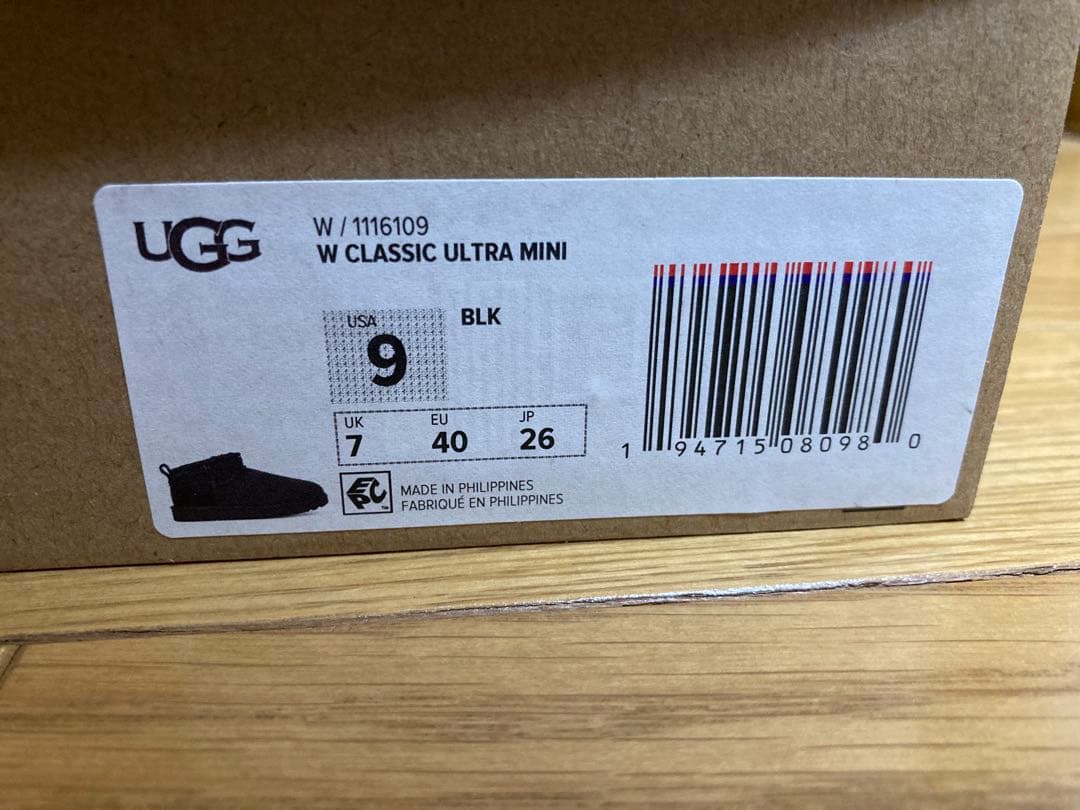 UGG
W / 1116109
W CLASSIC ULTRA MINI
USA
9
BLK
UK
7
EU
40
JP
26
EPC™
MADE IN PHILIPPINES
FABRIQUÉ EN PHILIPPINES
1 94715 08098 0